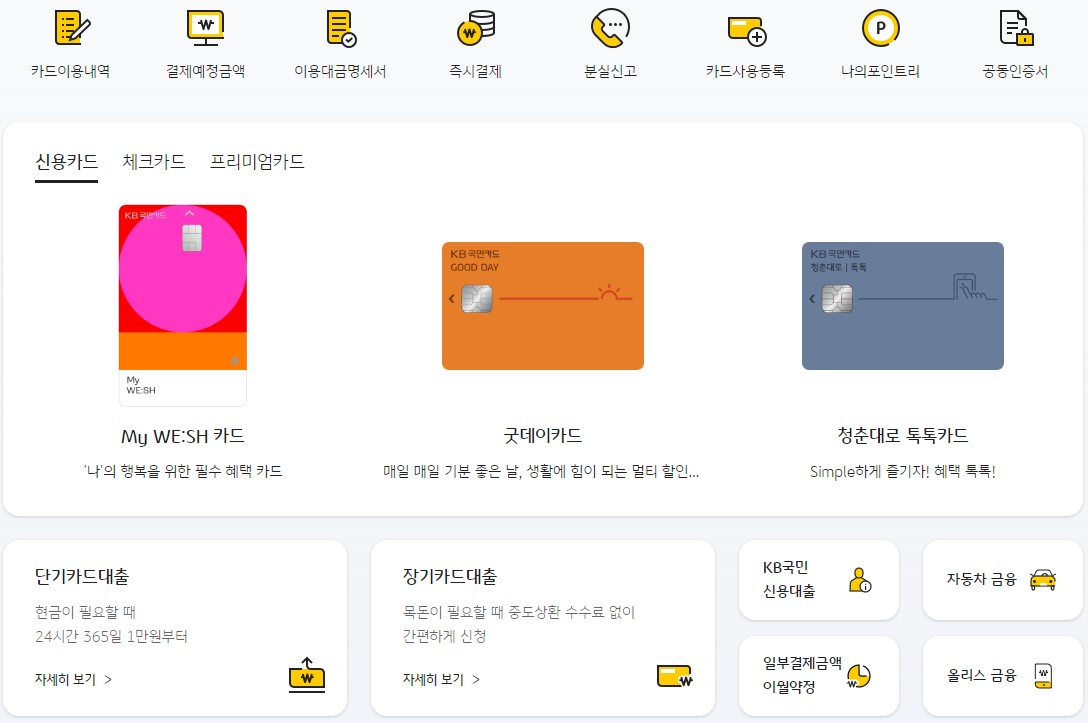 카드이용내역
결제예정금액
이용대금명세서
즉시결제
분실신고
카드사용등록
나의포인트리
공동인증서
신용카드
체크카드
프리미엄카드
KB국민카드
My
WE:SH
KB국민카드
GOOD DAY
KB국민카드
청춘대로 | 톡톡
My WE:SH 카드
굿데이카드
청춘대로 톡톡카드
'나'의 행복을 위한 필수 혜택 카드
매일 매일 기분 좋은 날, 생활에 힘이 되는 멀티 할인...
Simple하게 즐기자! 혜택 톡톡!
단기카드대출
현금이 필요할 때
24시간 365일 1만원부터
자세히 보기 >
장기카드대출
목돈이 필요할 때 중도상환 수수료 없이
간편하게 신청
자세히 보기 >
KB국민
신용대출
자동차 금융
일부결제금액
이월약정
올리스 금융